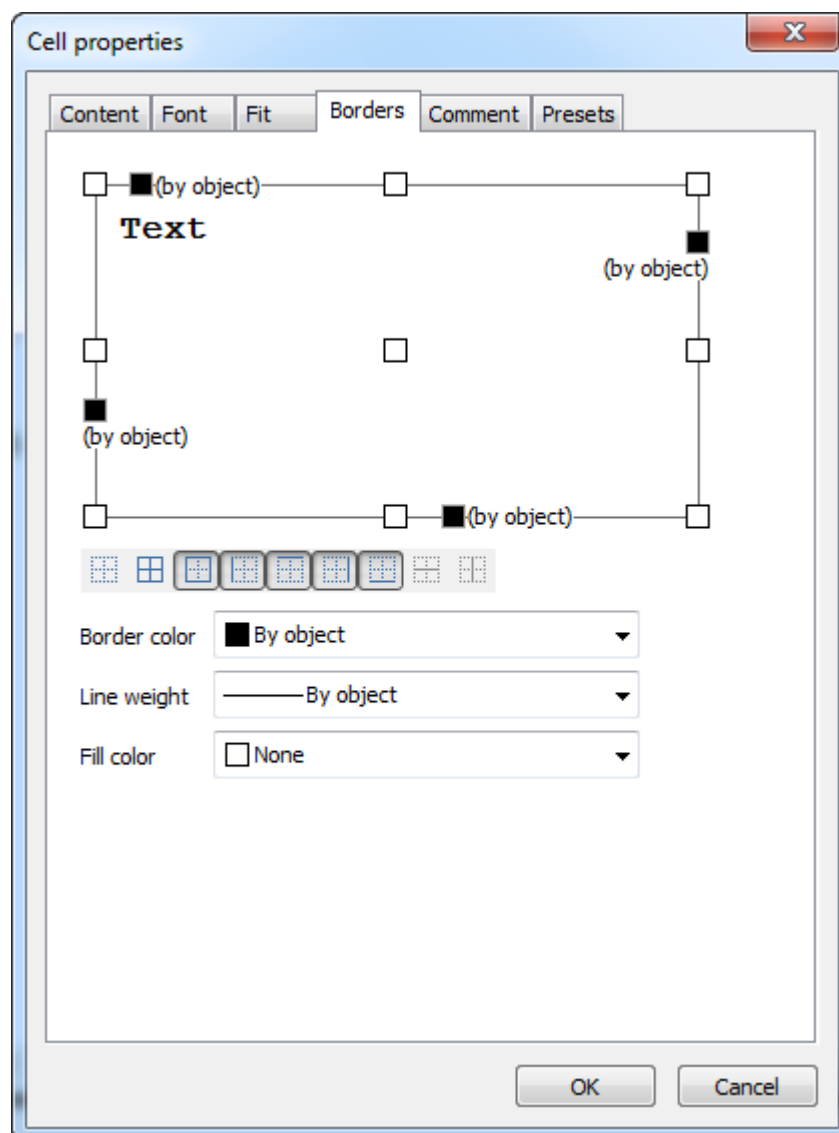 Cell properties
Content Font Fit Borders Comment Presets
(by object)
Text
(by object)
(by object)
(by object)
Border color By object
Line weight By object
Fill color None
OK Cancel